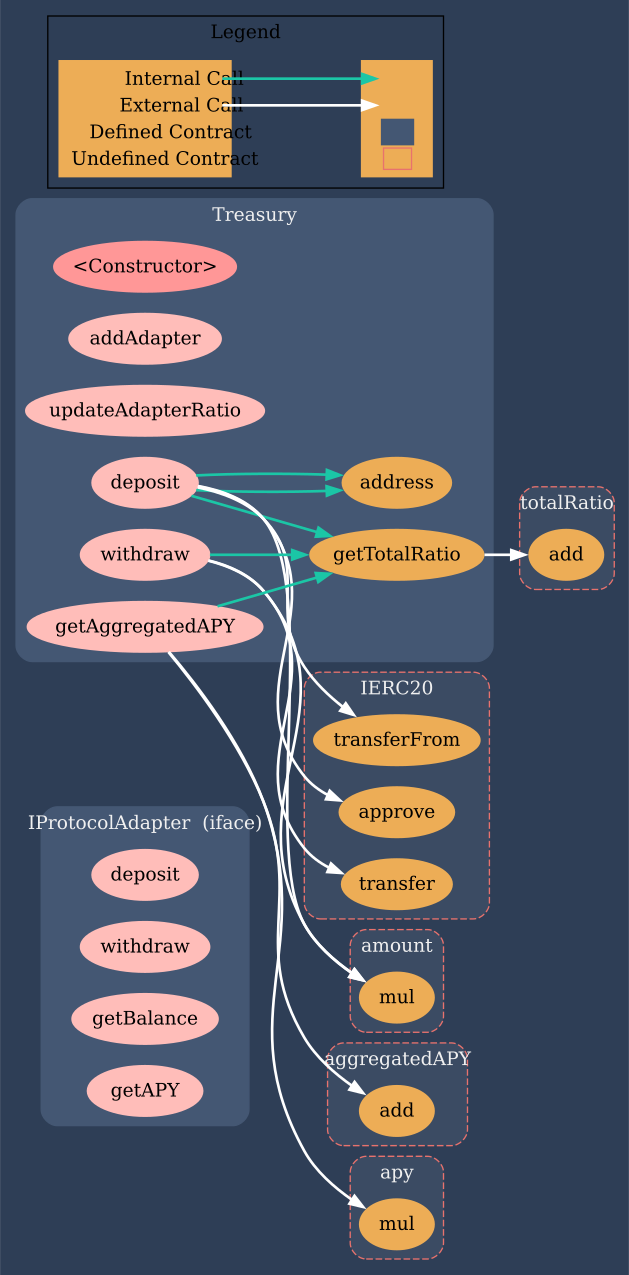 Legend
Internal Call
External Call
Defined Contract
Undefined Contract
Treasury
<Constructor>
addAdapter
updateAdapterRatio
deposit
address
withdraw
getTotalRatio
getAggregatedAPY
totalRatio
add
IERC20
transferFrom
approve
transfer
IProtocolAdapter  (iface)
deposit
withdraw
getBalance
getAPY
amount
mul
aggregatedAPY
add
apy
mul